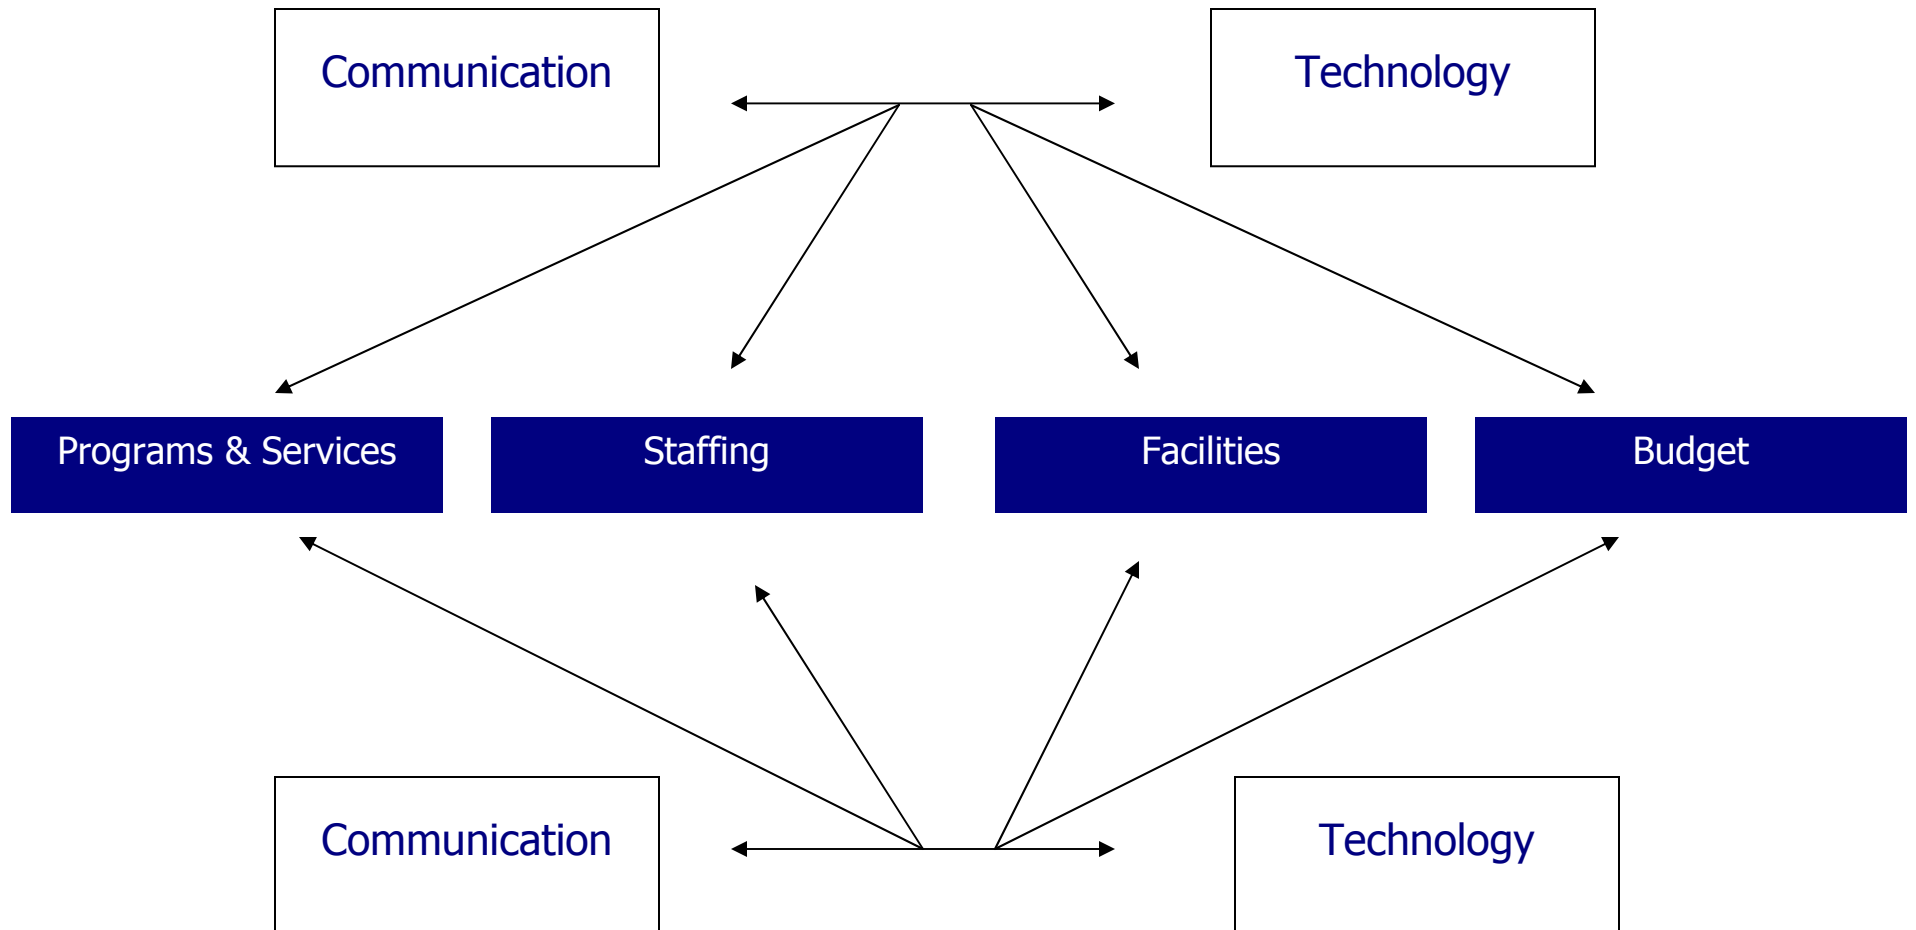 Communication
Technology
Programs & Services
Staffing
Facilities
Budget
Communication
Technology